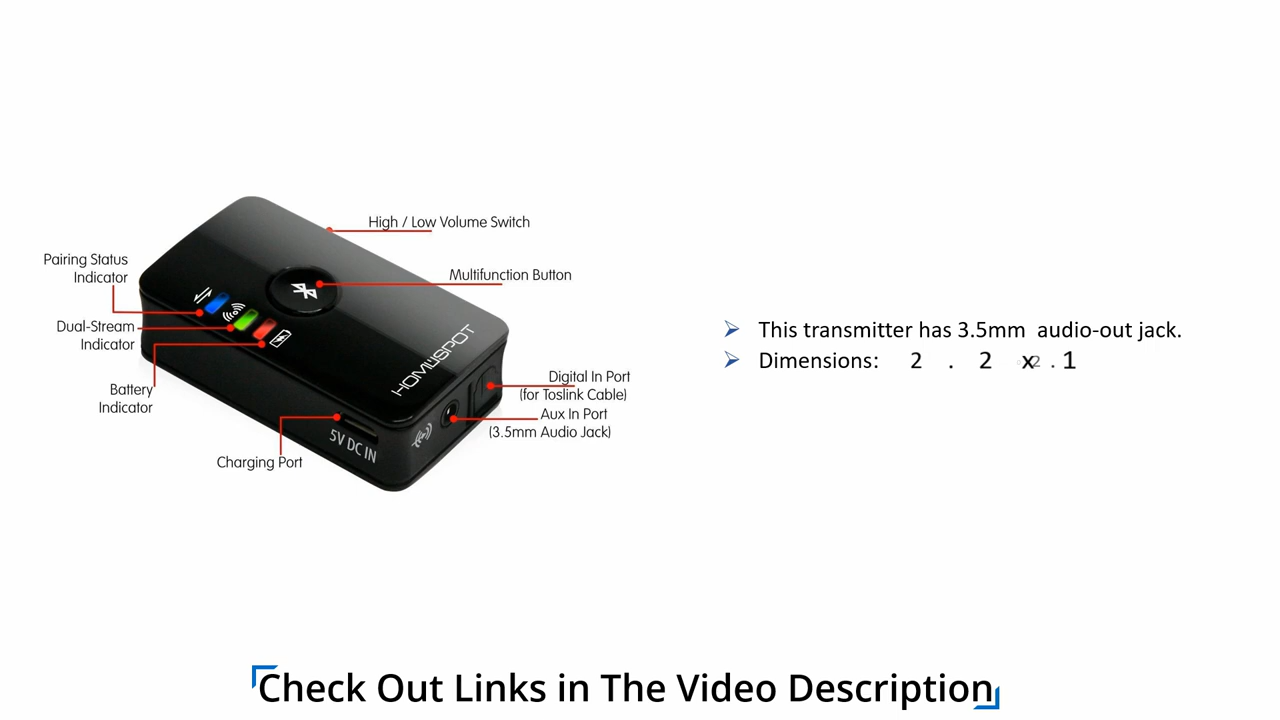 High / Low Volume Switch
Pairing Status
Indicator
Multifunction Button
Dual-Stream
Indicator
HOMESPOT
This transmitter has 3.5mm audio-out jack.
Dimensions: 2 . 2 x 2 . 1
Battery
Indicator
Digital In Port
(for Toslink Cable)
Aux In Port
(3.5mm Audio Jack)
5V DC IN
Charging Port
Check Out Links in The Video Description